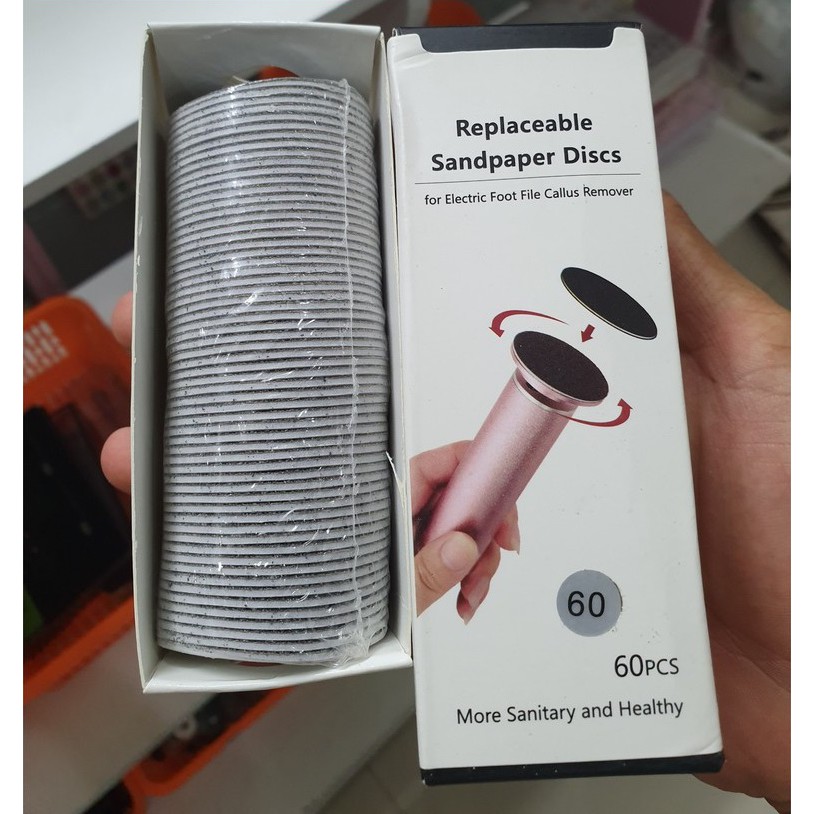 Replaceable
Sandpaper Discs
for Electric Foot File Callus Remover
60
60PCS
More Sanitary and Healthy